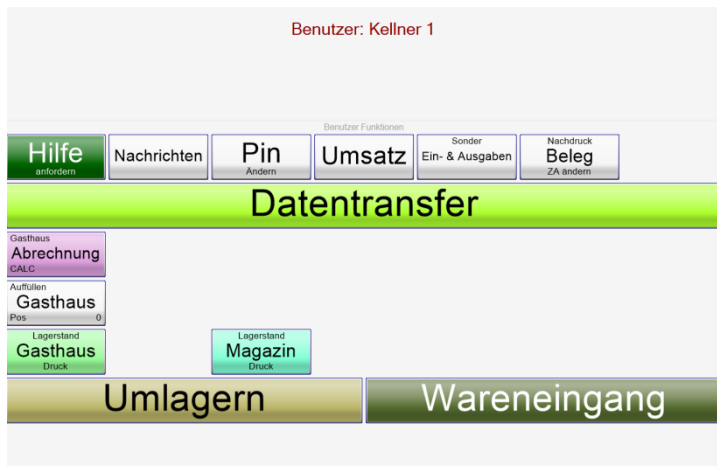 Benutzer: Kellner 1
Benutzer Funktionen
Hilfe
anfordern
Nachrichten
Pin
Ändern
Umsatz
Sonder
Ein- & Ausgaben
Nachdruck
Beleg
ZA ändern
Datentransfer
Gasthaus
Abrechnung
CALC
Auffüllen
Gasthaus
Pos 0
Lagerstand
Gasthaus
Druck
Lagerstand
Magazin
Druck
Umlagern
Wareneingang